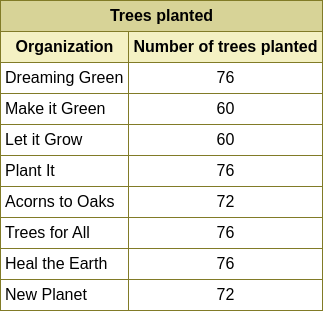 Trees planted
Organization Number of trees planted
Dreaming Green 76
Make it Green 60
Let it Grow 60
Plant It 76
Acorns to Oaks 72
Trees for All 76
Heal the Earth 76
New Planet 72